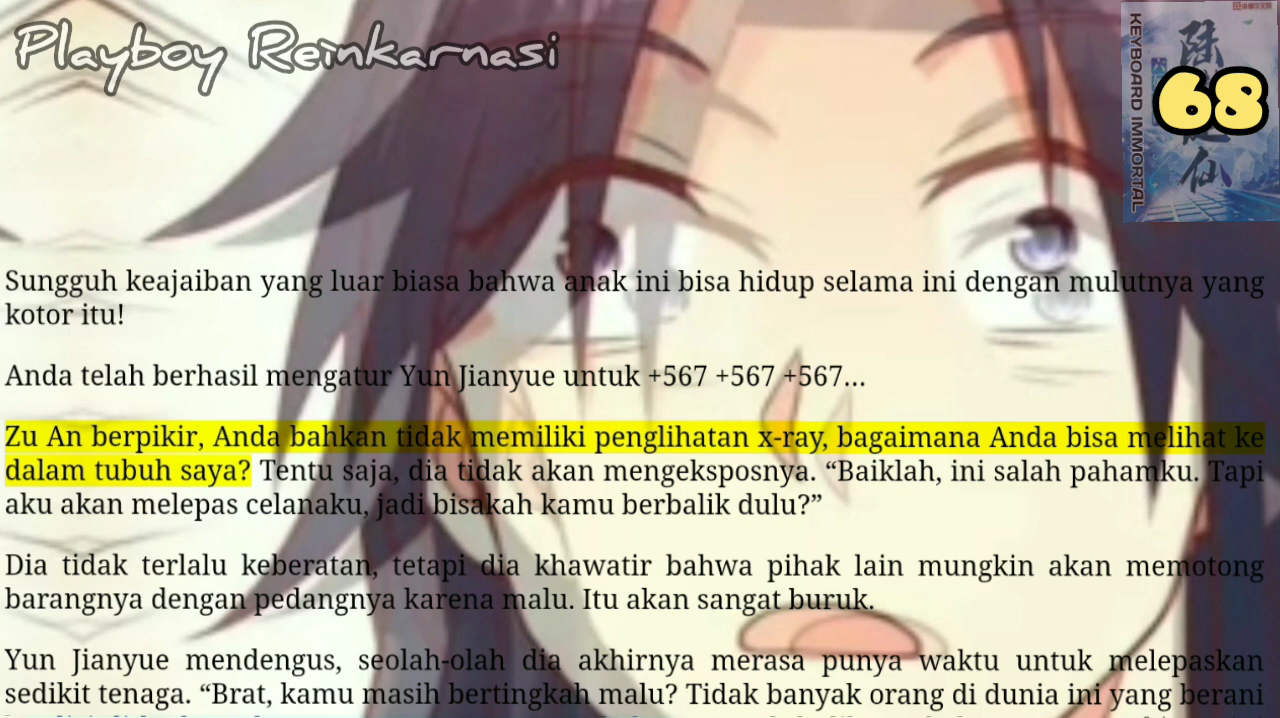 Playboy Reinkarnasi
KEYBOARD IMMORTAL
68
Sungguh keajaiban yang luar biasa bahwa anak ini bisa hidup selama ini dengan mulutnya yang
kotor itu!
Anda telah berhasil mengatur Yun Jianyue untuk +567 +567 +567...
Zu An berpikir, Anda bahkan tidak memiliki penglihatan x-ray, bagaimana Anda bisa melihat ke
dalam tubuh saya? Tentu saja, dia tidak akan mengeksposnya. “Baiklah, ini salah pahamku. Tapi
aku akan melepas celanaku, jadi bisakah kamu berbalik dulu?”
Dia tidak terlalu keberatan, tetapi dia khawatir bahwa pihak lain mungkin akan memotong
barangnya dengan pedangnya karena malu. Itu akan sangat buruk.
Yun Jianyue mendengus, seolah-olah dia akhirnya merasa punya waktu untuk melepaskan
sedikit tenaga. “Brat, kamu masih bertingkah malu? Tidak banyak orang di dunia ini yang berani